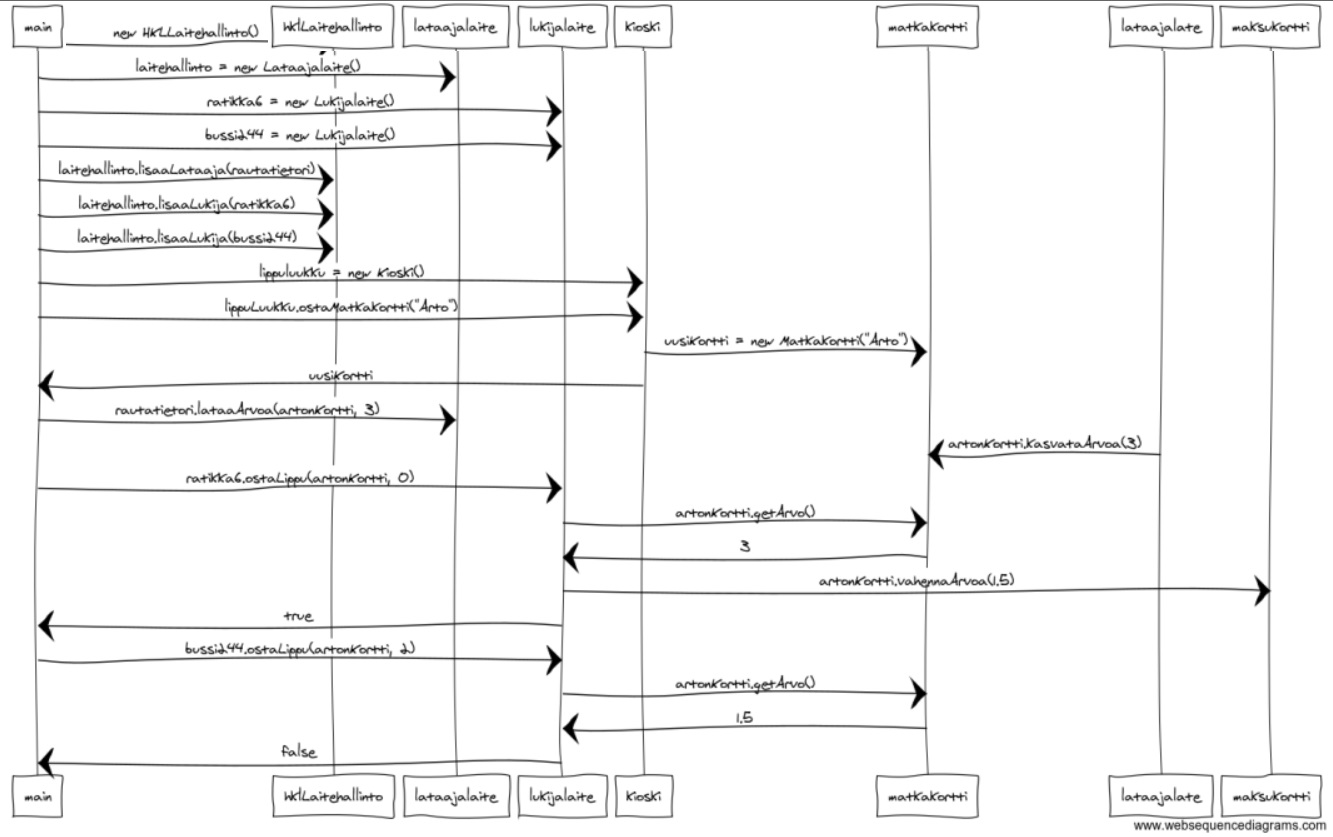 main
hklLaitehallinto
lataajalaite
lukijalaite
kioski
matkakortti
lataajalate
maksukortti
new HKLLaitehallinto()
laitehallinto = new Lataajalaite()
ratikka6 = new Lukijalaite()
bussi244 = new Lukijalaite()
laitehallinto.lisaaLataaja(rautatietori)
laitehallinto.lisaaLukija(ratikka6)
laitehallinto.lisaaLukija(bussi244)
lippuluukku = new Kioski()
lippuLuukku.ostaMatkakortti("Arto")
uusiKortti = new Matkakortti("Arto")
uusiKortti
rautatietori.lataaArvoa(artonKortti, 3)
artonKortti.kasvataArvoa(3)
ratikka6.ostaLippu(artonKortti, 0)
artonKortti.getArvo()
3
artonKortti.vahennaArvoa(1.5)
true
bussi244.ostaLippu(artonKortti, 2)
artonKortti.getArvo()
1.5
false
main
hklLaitehallinto
lataajalaite
lukijalaite
kioski
matkakortti
lataajalate
maksukortti
www.websequencediagrams.com